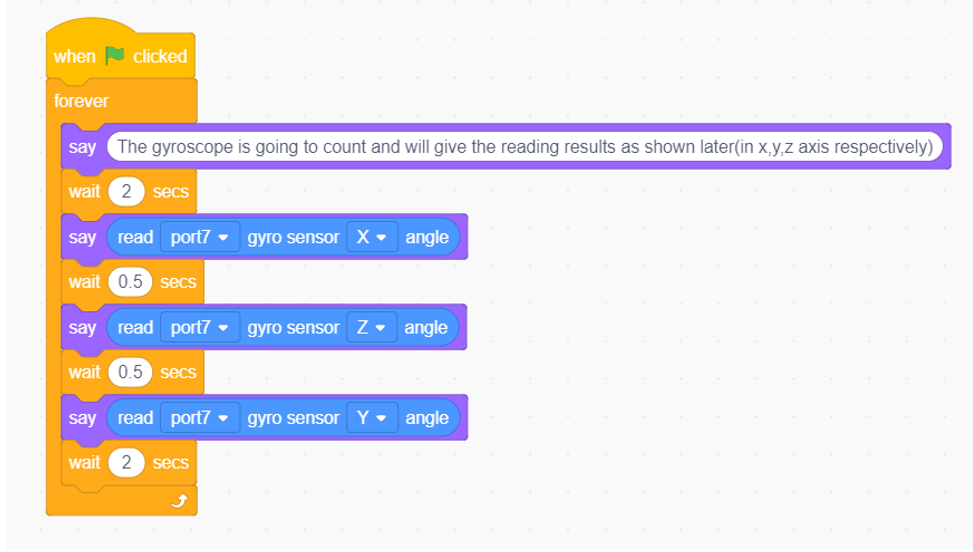 when clicked
forever
say The gyroscope is going to count and will give the reading results as shown later(in x,y,z axis respectively)
wait 2 secs
say read port7 gyro sensor X angle
wait 0.5 secs
say read port7 gyro sensor Z angle
wait 0.5 secs
say read port7 gyro sensor Y angle
wait 2 secs